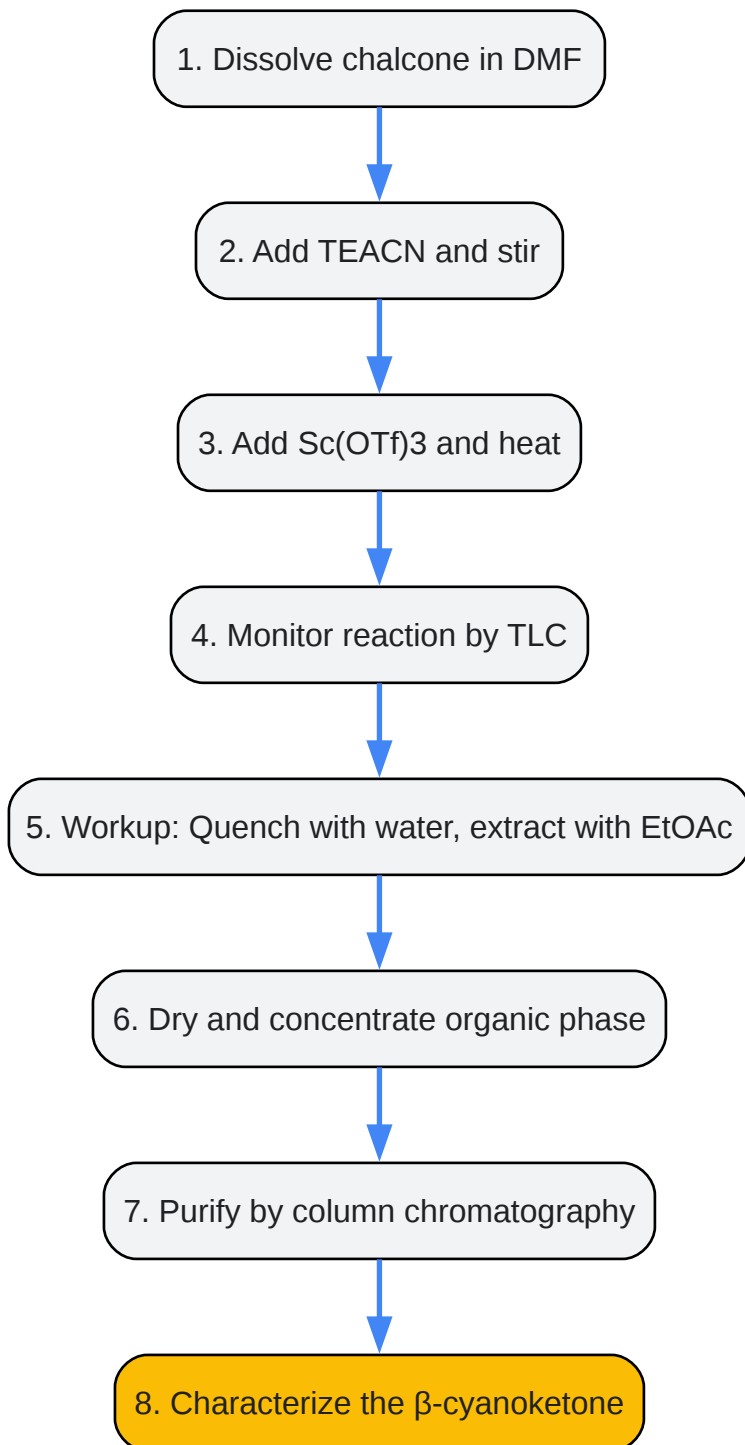 1. Dissolve chalcone in DMF
2. Add TEACN and stir
3. Add Sc(OTf)3 and heat
4. Monitor reaction by TLC
5. Workup: Quench with water, extract with EtOAc
6. Dry and concentrate organic phase
7. Purify by column chromatography
8. Characterize the β-cyanoketone